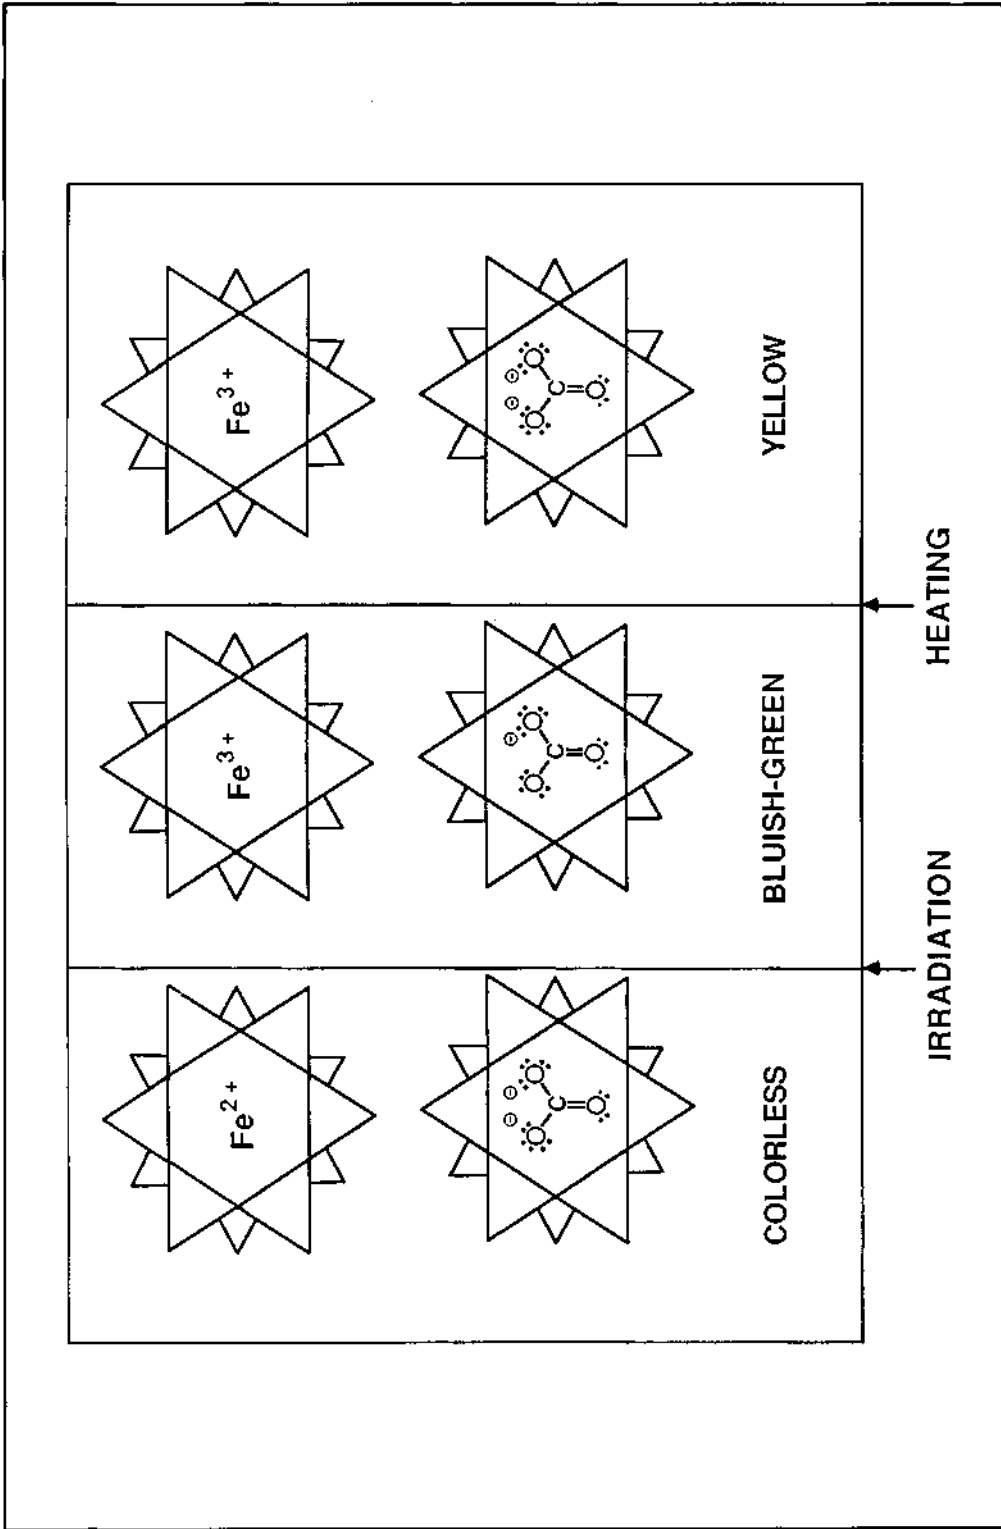 Fe²⁺ Fe³⁺ Fe³⁺
⊖ ⊖ ⊖ ⊖ ⊖
O O O O O O
C C C
O O O
COLORLESS BLUISH-GREEN YELLOW
IRRADIATION HEATING